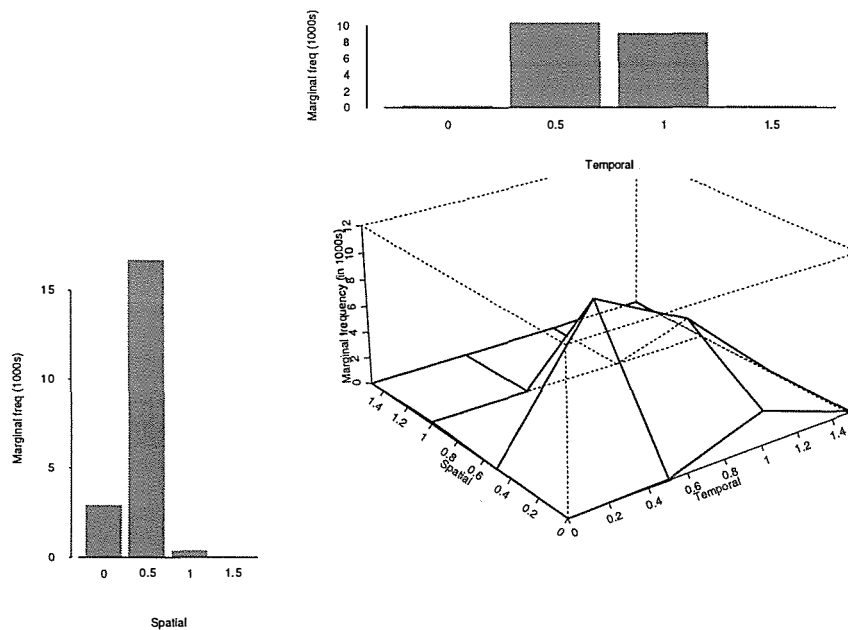 Marginal freq (1000s)
10
8
6
4
2
0
0 0.5 1 1.5
Temporal
Marginal freq (1000s)
15
10
5
0
0 0.5 1 1.5
Spatial
Marginal frequency (in 1000s)
12
10
8
6
4
2
0
1.4 1.2 1 0.8 0.6 0.4 0.2 0
Spatial
0 0.2 0.4 0.6 0.8 1 1.2 1.4
Temporal